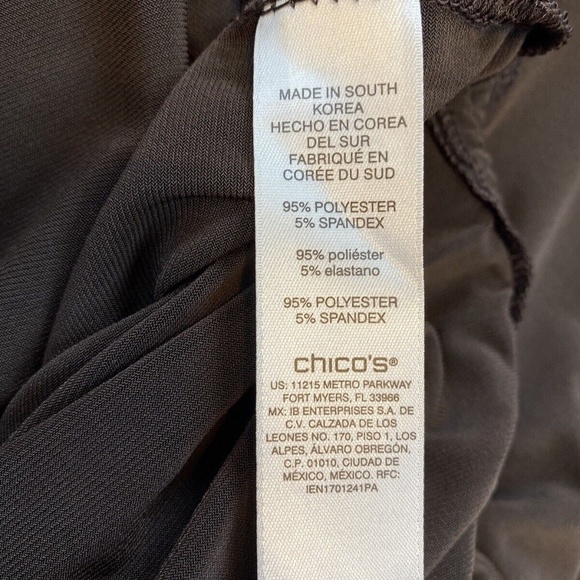 MADE IN SOUTH
KOREA
HECHO EN COREA
DEL SUR
FABRIQUÉ EN
CORÉE DU SUD
95% POLYESTER
5% SPANDEX
95% poliéster
5% elastano
95% POLYESTER
5% SPANDEX
chico's®
US: 11215 METRO PARKWAY
FORT MYERS, FL 33966
MX: IB ENTERPRISES S.A. DE
C.V. CALZADA DE LOS
LEONES NO. 170, PISO 1, LOS
ALPES, ÁLVARO OBREGÓN,
C.P. 01010, CIUDAD DE
MÉXICO, MÉXICO. RFC:
IEN1701241PA